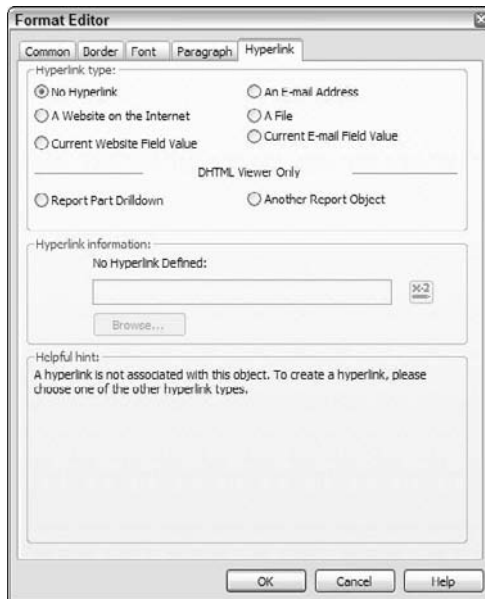 Format Editor
Common Border Font Paragraph Hyperlink
Hyperlink type:
No Hyperlink An E-mail Address
A Website on the Internet A File
Current Website Field Value Current E-mail Field Value
DHTML Viewer Only
Report Part Drilldown Another Report Object
Hyperlink information:
No Hyperlink Defined:
X-2
Browse...
Helpful hint:
A hyperlink is not associated with this object. To create a hyperlink, please
choose one of the other hyperlink types.
OK Cancel Help